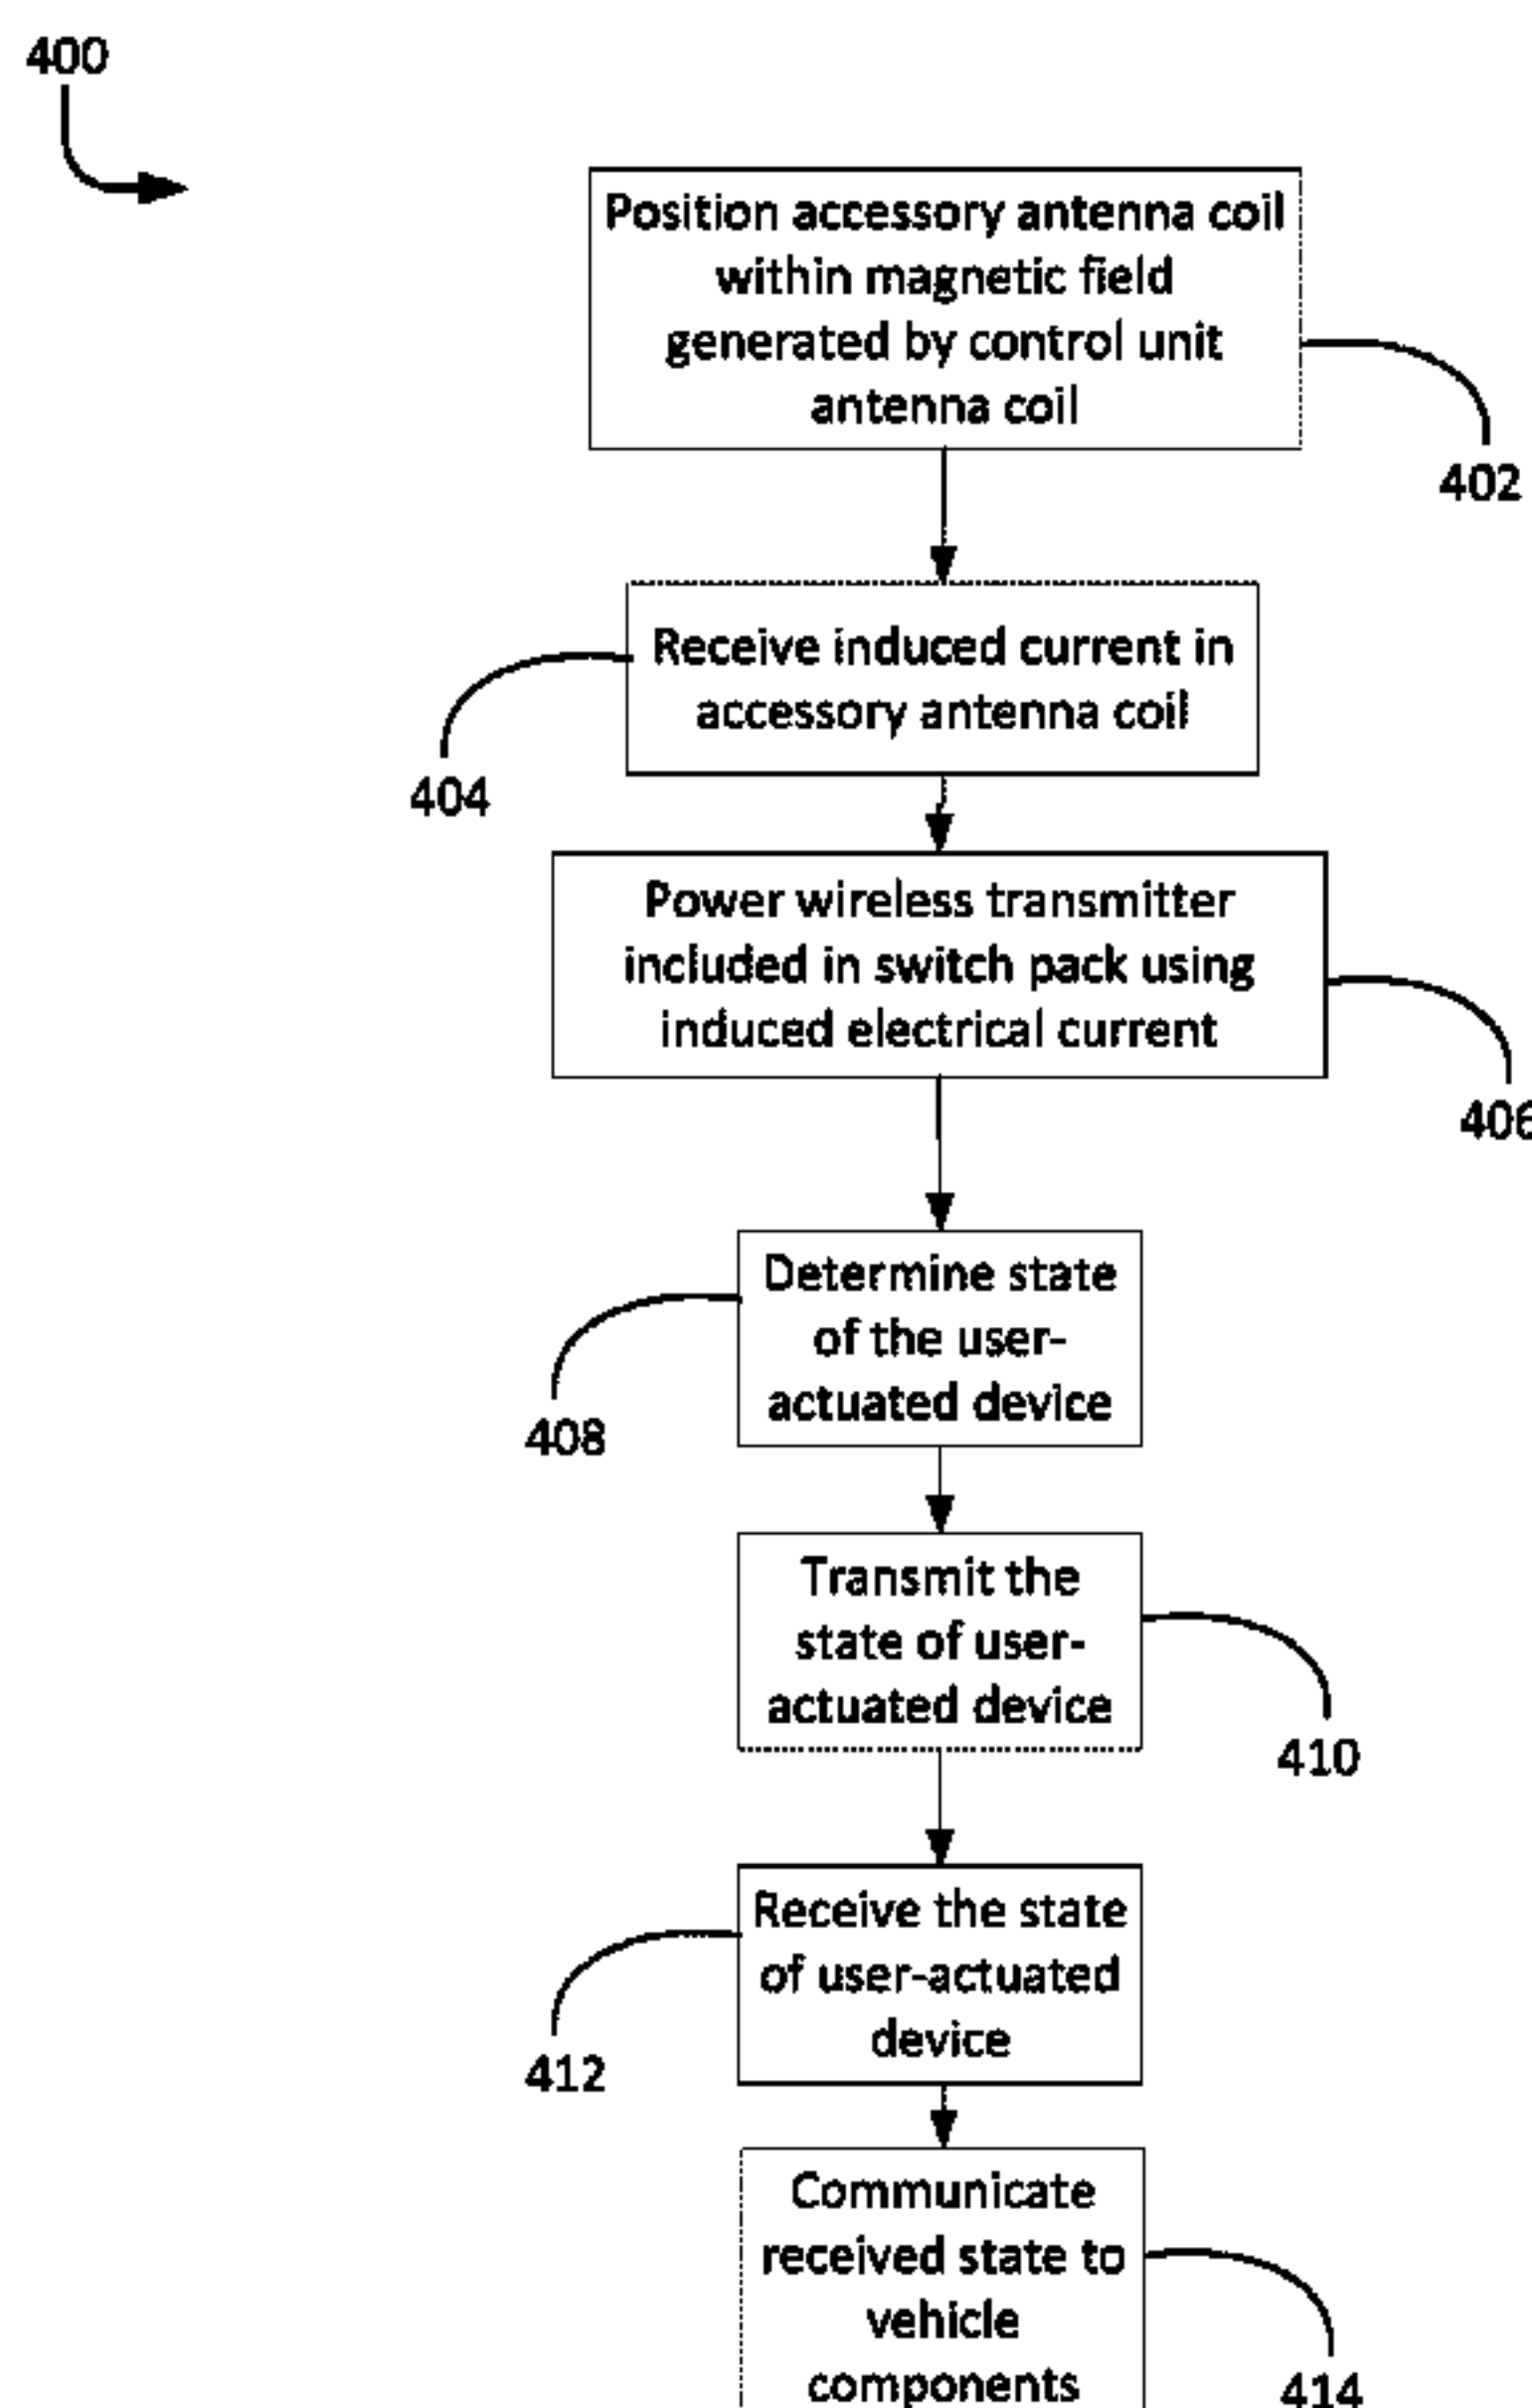 400
Position accessory antenna coil
within magnetic field
generated by control unit
antenna coil
402
Receive induced current in
accessory antenna coil
404
Power wireless transmitter
included in switch pack using
induced electrical current
406
Determine state
of the user-
actuated device
408
Transmit the
state of user-
actuated device
410
Receive the state
of user-actuated
device
412
Communicate
received state to
vehicle
components
414